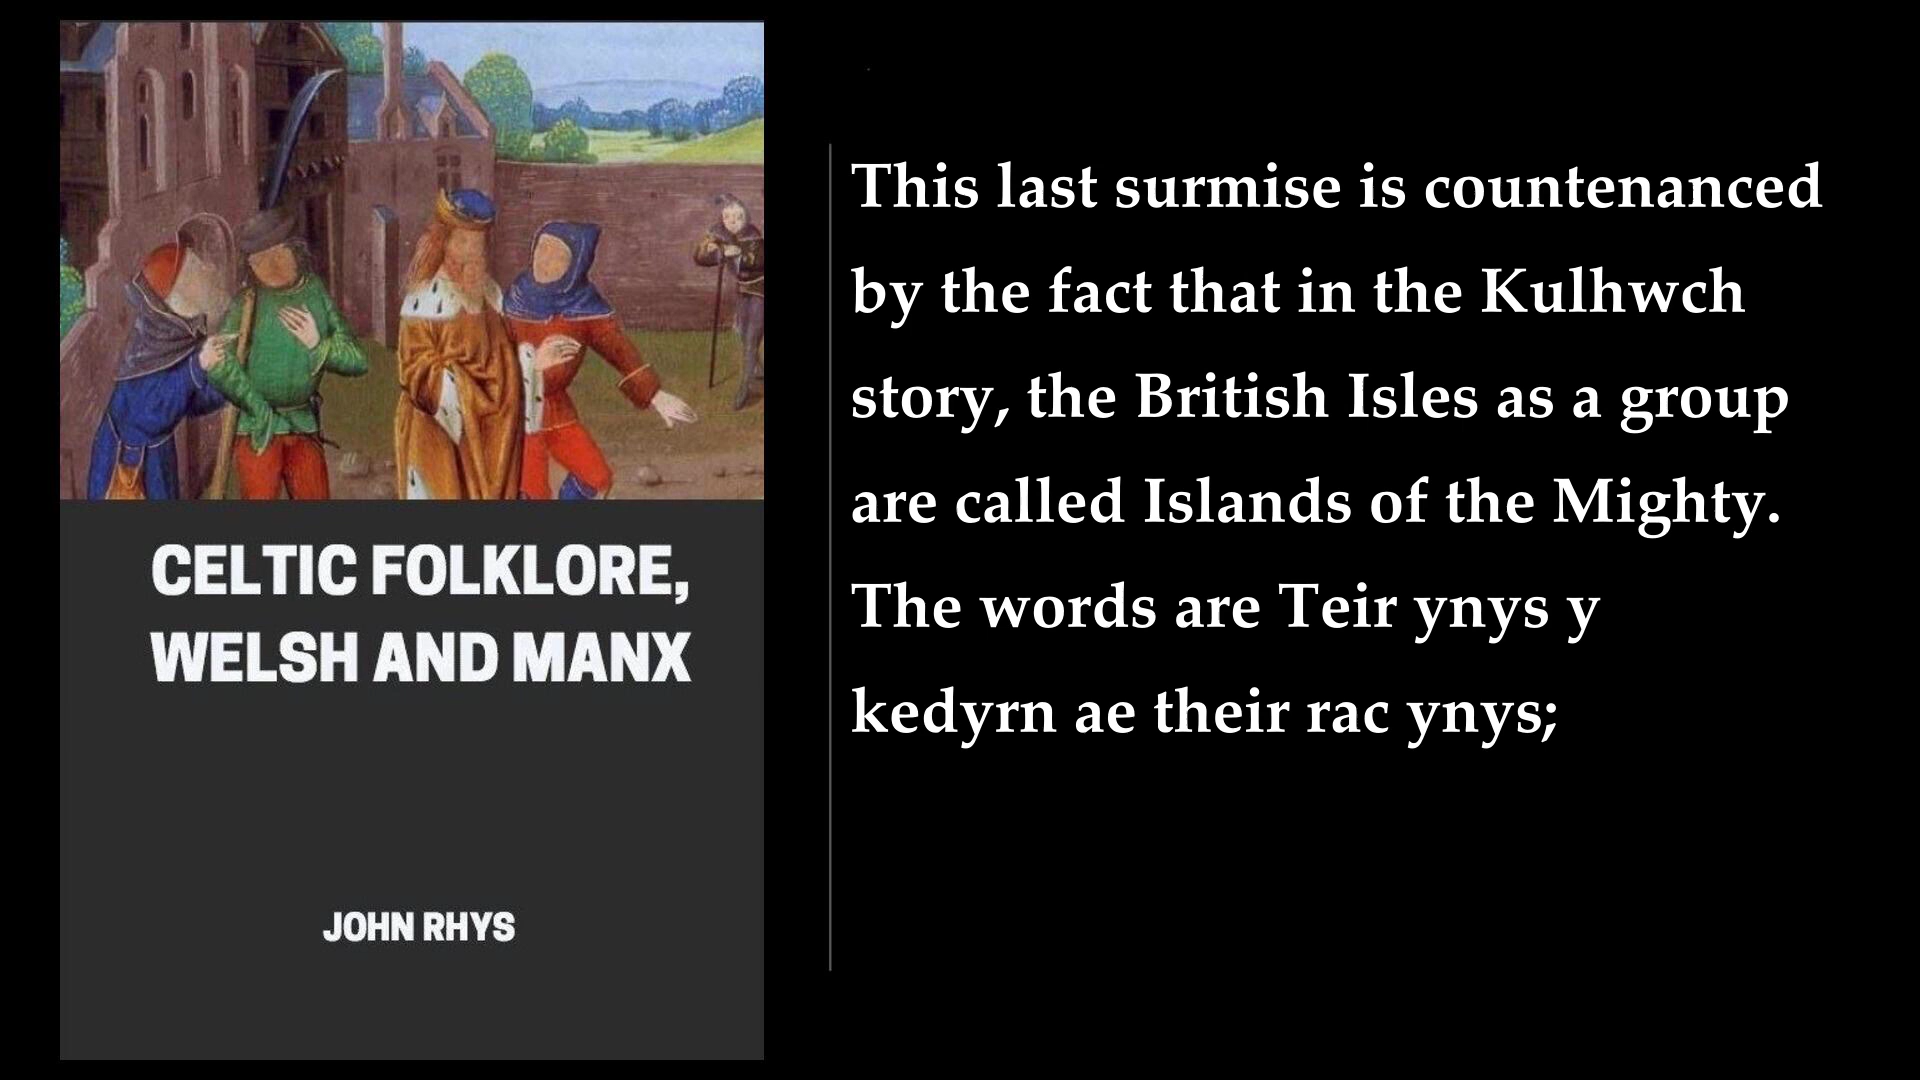 CELTIC FOLKLORE,
WELSH AND MANX
JOHN RHYS
This last surmise is countenanced
by the fact that in the Kulhwch
story, the British Isles as a group
are called Islands of the Mighty.
The words are Teir ynys y
kedyrn ae their rac ynys;